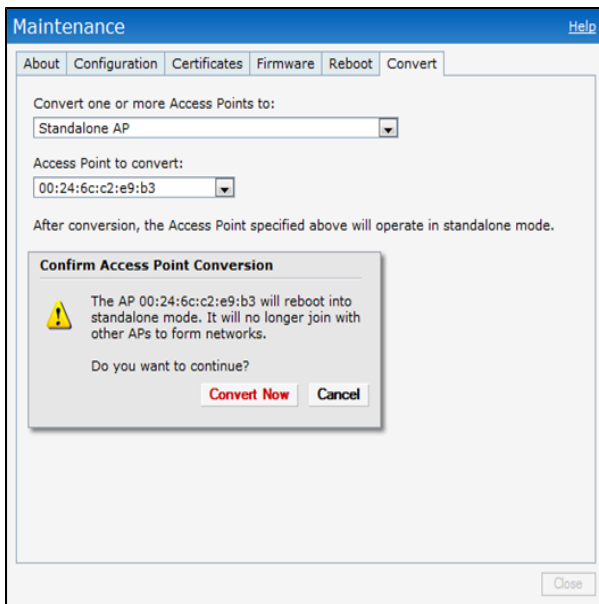 Maintenance
Help
About
Configuration
Certificates
Firmware
Reboot
Convert
Convert one or more Access Points to:
Standalone AP
Access Point to convert:
00:24:6c:c2:e9:b3
After conversion, the Access Point specified above will operate in standalone mode.
Confirm Access Point Conversion
The AP 00:24:6c:c2:e9:b3 will reboot into
standalone mode. It will no longer join with
other APs to form networks.
Do you want to continue?
Convert Now
Cancel
Close